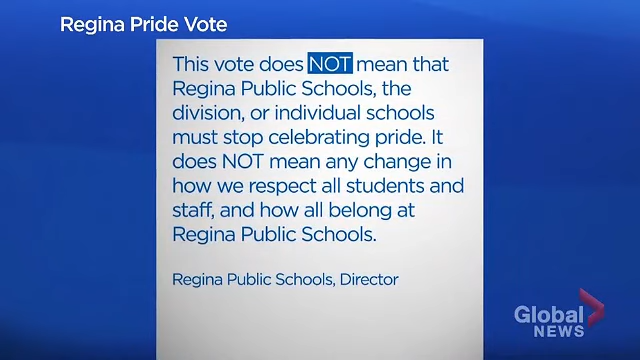 Regina Pride Vote
This vote does NOT mean that
Regina Public Schools, the
division, or individual schools
must stop celebrating pride. It
does NOT mean any change in
how we respect all students and
staff, and how all belong at
Regina Public Schools.
Regina Public Schools, Director
Global
NEWS